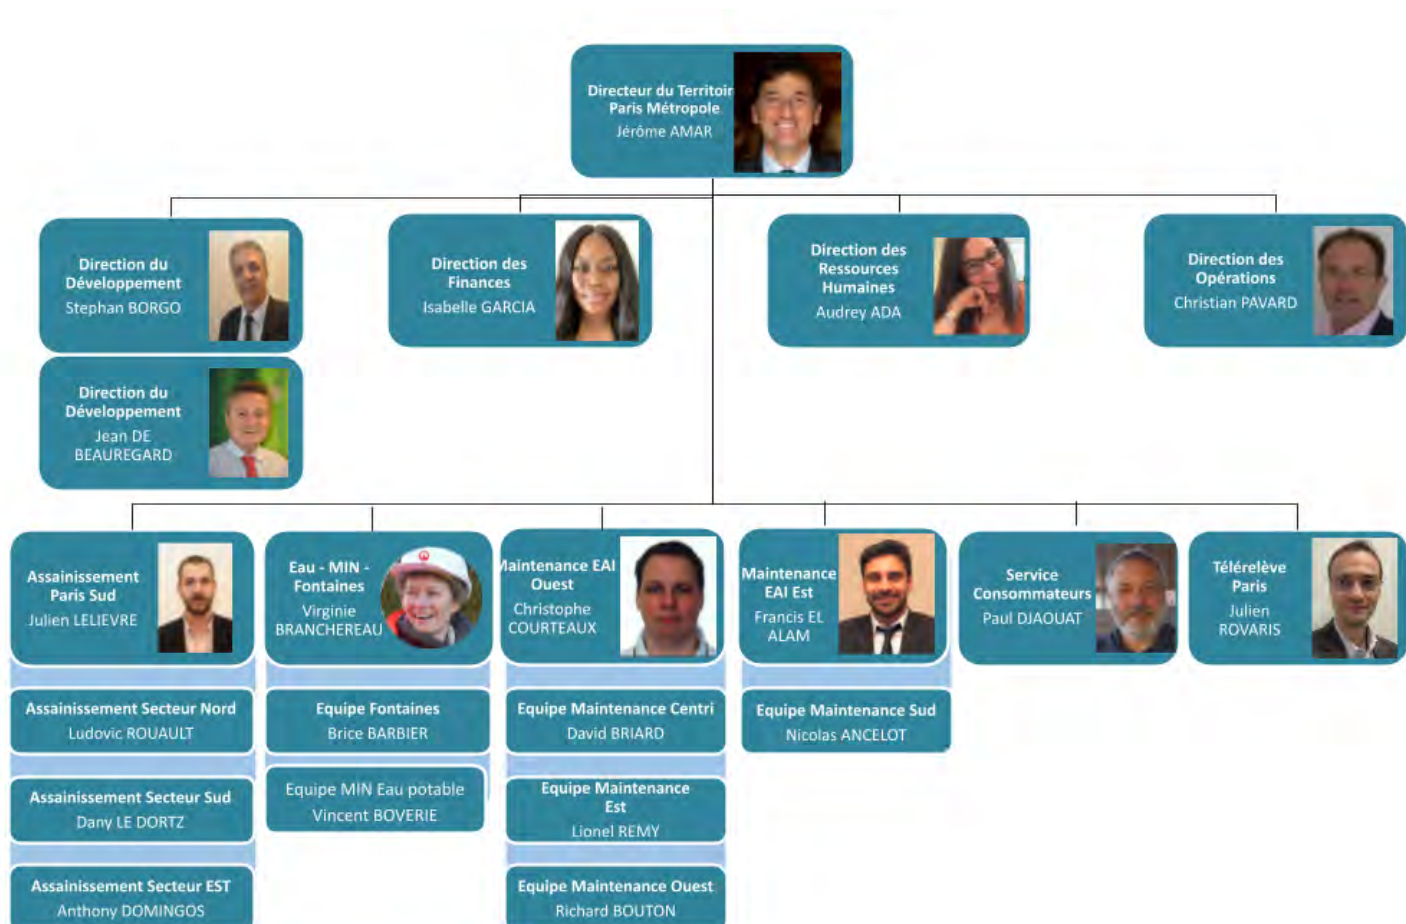 Directeur du Territoir
Paris Métropole
Jérôme AMAR
Direction du
Développement
Stephan BORGO
Direction des
Finances
Isabelle GARCIA
Direction des
Ressources
Humaines
Audrey ADA
Direction des
Opérations
Christian PAVARD
Direction du
Développement
Jean DE
BEAUREGARD
Assainissement
Paris Sud
Julien LELIEVRE
Eau - MIN -
Fontaines
Virginie
BRANCHEREAU
Maintenance EAI
Ouest
Christophe
COURTEAUX
Maintenance
EAI Est
Francis EL
ALAM
Service
Consommateurs
Paul DJAOUAT
Télérelève
Paris
Julien
ROVARIS
Assainissement Secteur Nord
Ludovic ROUAULT
Equipe Fontaines
Brice BARBIER
Equipe Maintenance Centri
David BRIARD
Equipe Maintenance Sud
Nicolas ANCELOT
Assainissement Secteur Sud
Dany LE DORTZ
Equipe MIN Eau potable
Vincent BOVERIE
Equipe Maintenance
Est
Lionel REMY
Assainissement Secteur EST
Anthony DOMINGOS
Equipe Maintenance Ouest
Richard BOUTON